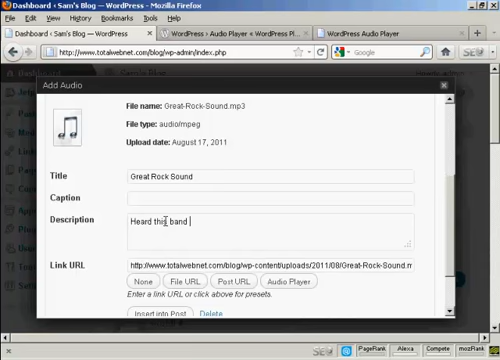 Dashboard ‹ Sam's Blog — WordPress - Mozilla Firefox
File Edit View History Bookmarks Tools Help
Dashboard ‹ Sam's Blog — WordPress
WordPress › Audio Player « WordPress Pl...
WordPress Audio Player
http://www.totalwebnet.com/blog/wp-admin/index.php
Google
Add Audio
File name: Great-Rock-Sound.mp3
File type: audio/mpeg
Upload date: August 17, 2011
Title Great Rock Sound
Caption
Description Heard this band
Link URL http://www.totalwebnet.com/blog/wp-content/uploads/2011/08/Great-Rock-Sound.m
None File URL Post URL Audio Player
Enter a link URL or click above for presets.
Insert into Post Delete
PageRank Alexa Compete mozRank